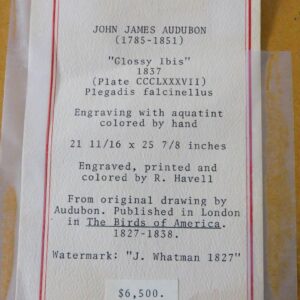 JOHN JAMES AUDUBON
(1785-1851)
"Glossy Ibis"
1837
(Plate CCCLXXXVII)
Plegadis falcinellus
Engraving with aquatint
colored by hand
21 11/16 x 25 7/8 inches
Engraved, printed and
colored by R. Havell
From original drawing by
Audubon. Published in London
in The Birds of America.
1827-1838.
Watermark: "J. Whatman 1827"
$6,500.